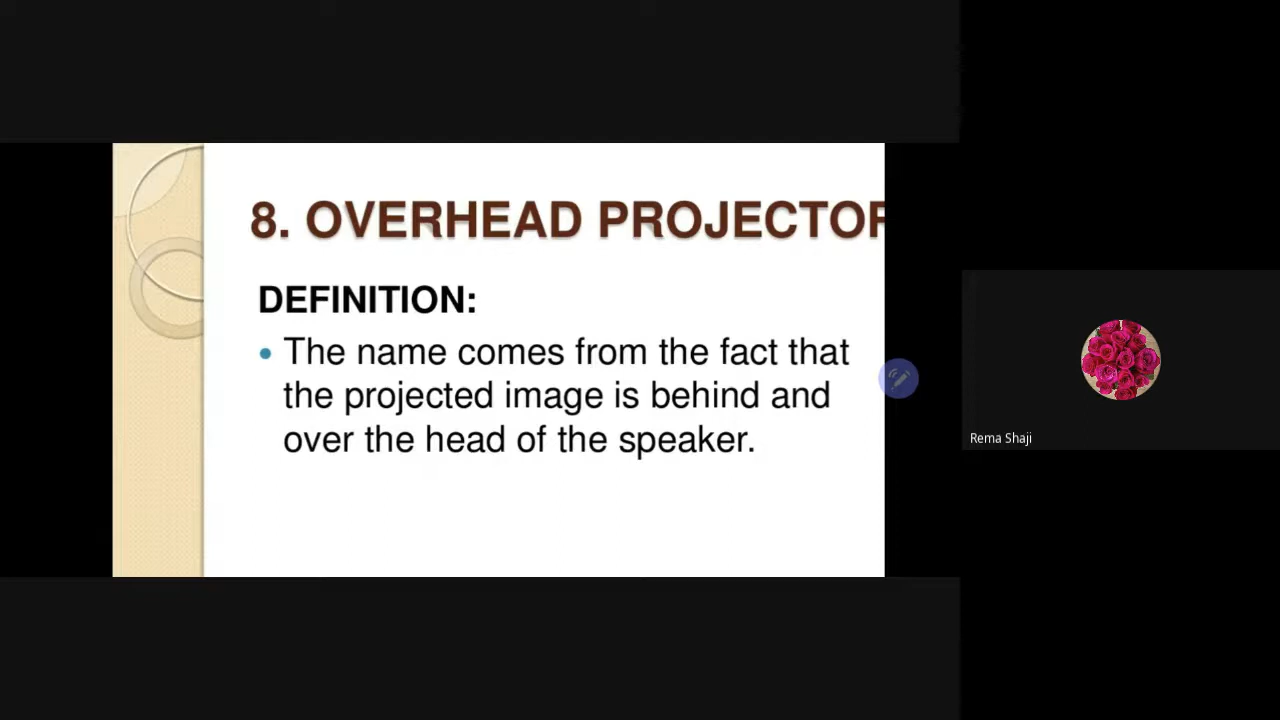 8. OVERHEAD PROJECTOR
DEFINITION:
The name comes from the fact that
the projected image is behind and
over the head of the speaker.
Rema Shaji